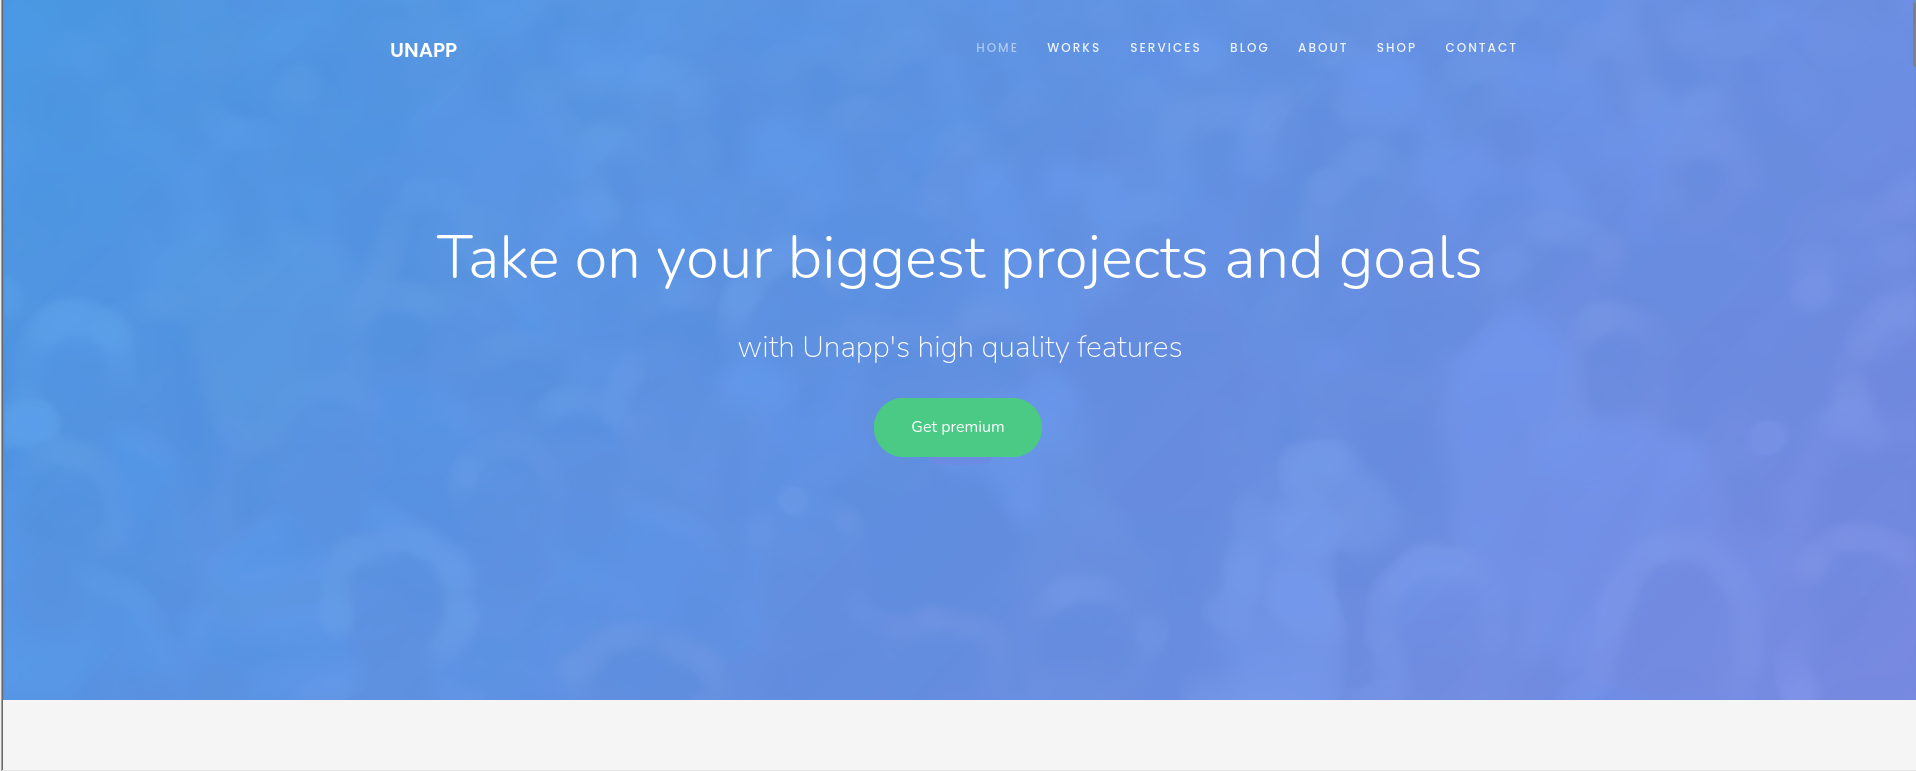 UNAPP
HOME WORKS SERVICES BLOG ABOUT SHOP CONTACT
Take on your biggest projects and goals
with Unapp's high quality features
Get premium